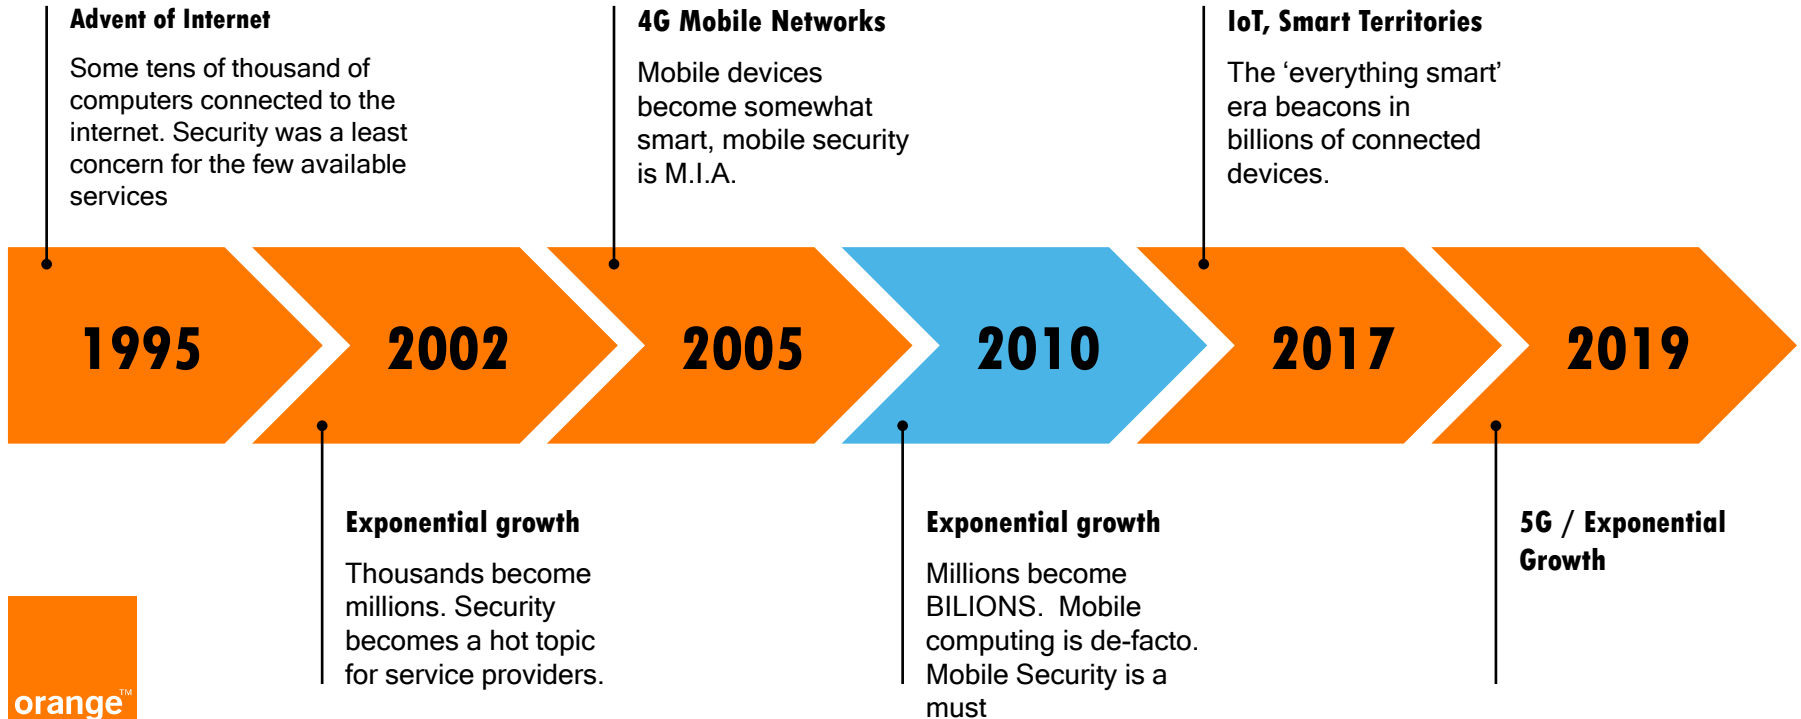 Advent of Internet
Some tens of thousand of
computers connected to the
internet. Security was a least
concern for the few available
services
4G Mobile Networks
Mobile devices
become somewhat
smart, mobile security
is M.I.A.
IoT, Smart Territories
The ‘everything smart’
era beacons in
billions of connected
devices.
1995
2002
2005
2010
2017
2019
Exponential growth
Thousands become
millions. Security
becomes a hot topic
for service providers.
Exponential growth
Millions become
BILIONS.  Mobile
computing is de-facto.
Mobile Security is a
must
5G / Exponential
Growth
orange™